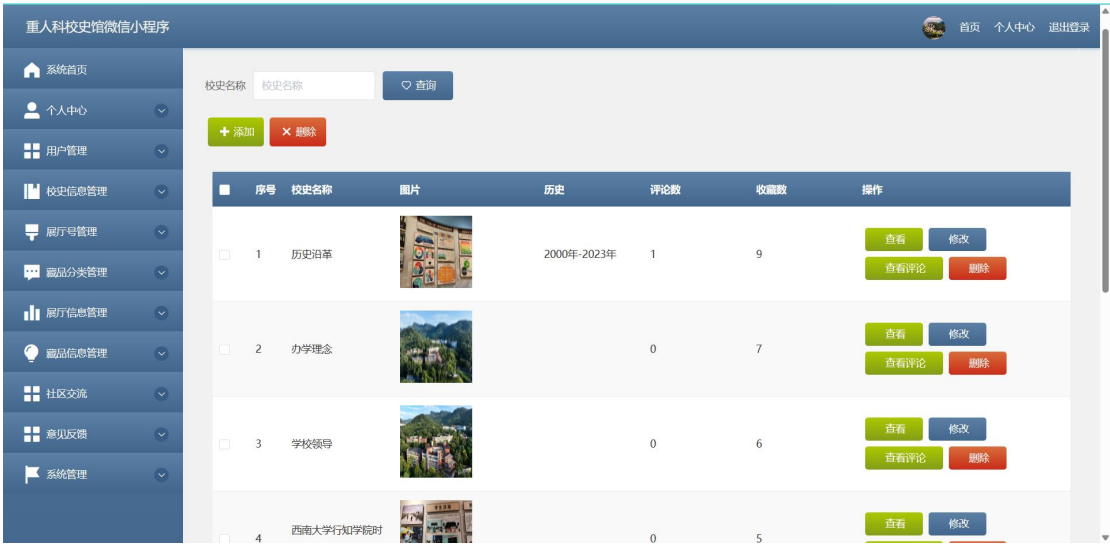 重人科校史馆微信小程序
首页 个人中心 退出登录
系统首页
个人中心
用户管理
校史信息管理
展厅号管理
藏品分类管理
展厅信息管理
藏品信息管理
社区交流
意见反馈
系统管理
校史名称 校史名称 查询
添加 删除
序号 校史名称 图片 历史 评论数 收藏数 操作
1 历史沿革 2000年-2023年 1 9 查看 修改
查看评论 删除
2 办学理念 0 7 查看 修改
查看评论 删除
3 学校领导 0 6 查看 修改
查看评论 删除
4 西南大学行知学院时 0 5 查看 修改